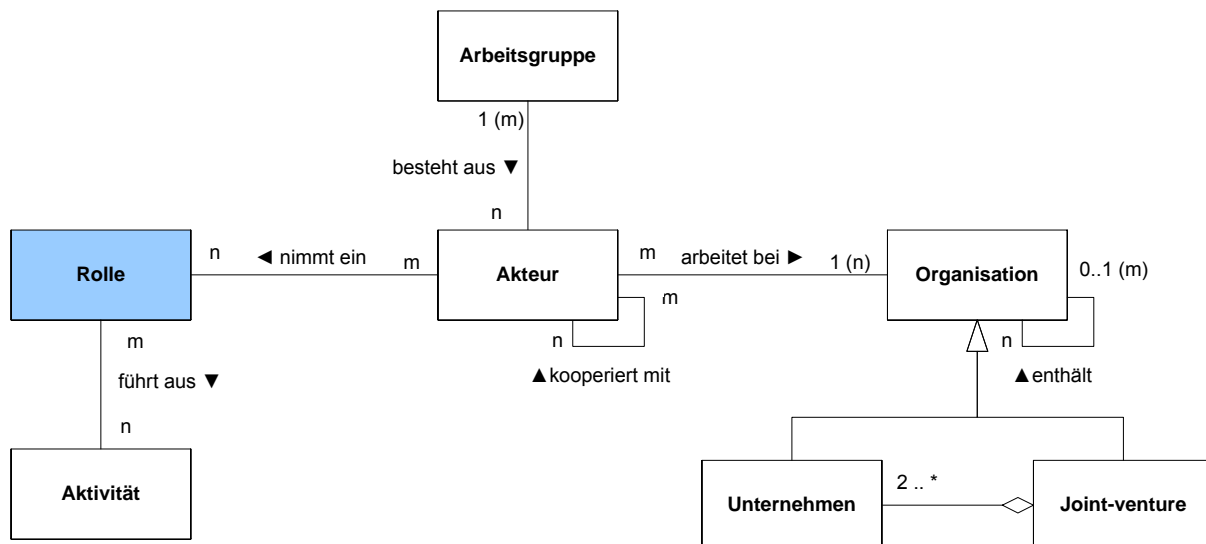 Arbeitsgruppe
1 (m)
besteht aus ▼
n
Rolle
n
◄ nimmt ein
m
Akteur
m
arbeitet bei ►
1 (n)
Organisation
0..1 (m)
m
n
n
m
führt aus ▼
▲kooperiert mit
▲enthält
n
Aktivität
Unternehmen
2 .. *
Joint-venture